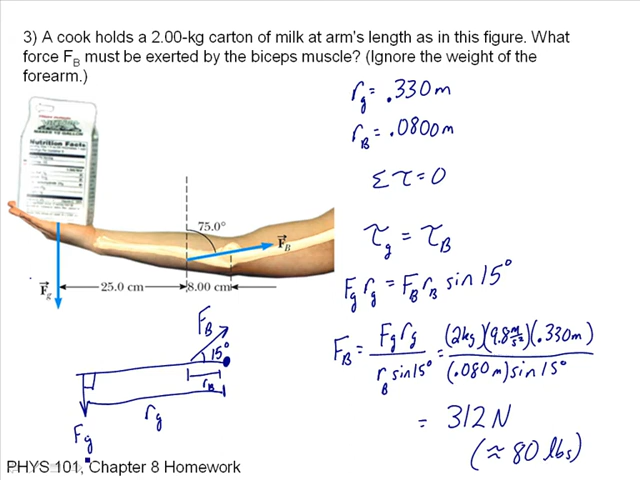 3) A cook holds a 2.00-kg carton of milk at arm's length as in this figure. What
force F_B must be exerted by the biceps muscle? (Ignore the weight of the
forearm.)
r_g = .330 m
r_B = .0800 m
Στ = 0
τ_g = τ_B
F_g r_g = F_B r_B sin 15°
F_B = F_g r_g / r_B sin 15° = (2 kg)(9.8 m/s²)(.330 m) / (.080 m) sin 15°
= 312 N
(≈ 80 lbs)
Nutrition Facts
75.0°
F_B
F_g
25.0 cm
8.00 cm
F_B
15°
r_B
r_g
F_g
PHYS 101, Chapter 8 Homework